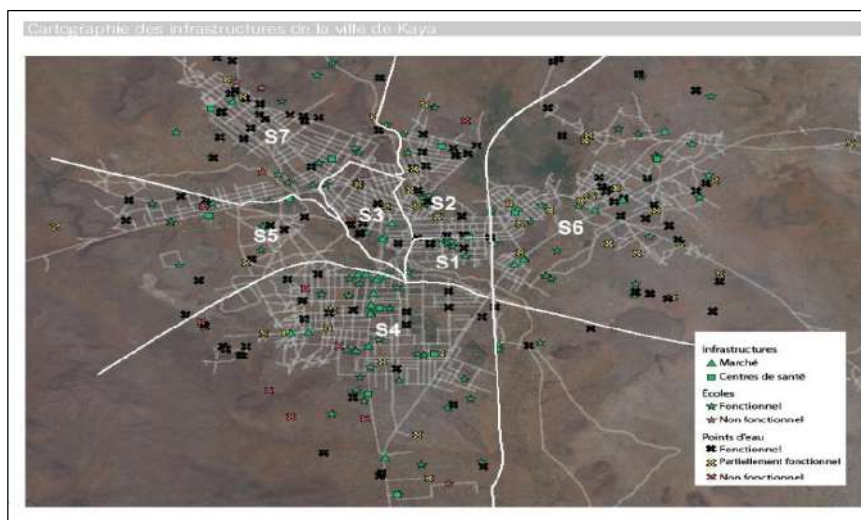 Cartographie des infrastructures de la ville de Kaya
S7
S2
S3
S6
S5
S1
S4
Infrastructures
Marché
Centres de santé
Écoles
Fonctionnel
Non fonctionnel
Points d'eau
Fonctionnel
Partiellement fonctionnel
Non fonctionnel